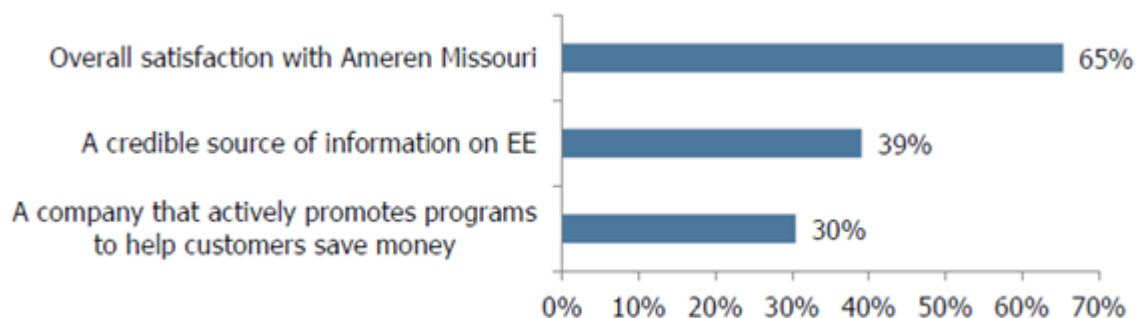 Overall satisfaction with Ameren Missouri
65%
A credible source of information on EE
39%
A company that actively promotes programs
to help customers save money
30%
0% 10% 20% 30% 40% 50% 60% 70%